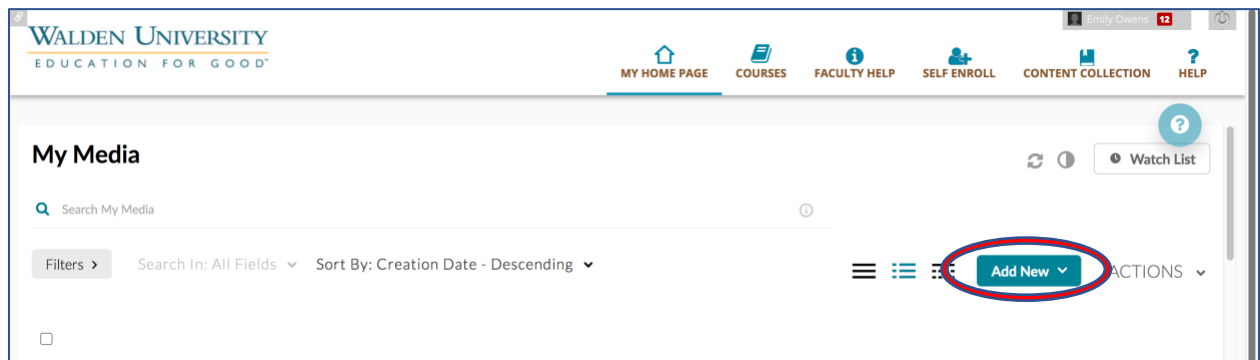 Emily Owens 12
WALDEN UNIVERSITY
EDUCATION FOR GOOD™
MY HOME PAGE COURSES FACULTY HELP SELF ENROLL CONTENT COLLECTION HELP
My Media
Watch List
Search My Media
Filters > Search In: All Fields Sort By: Creation Date - Descending Add New ACTIONS